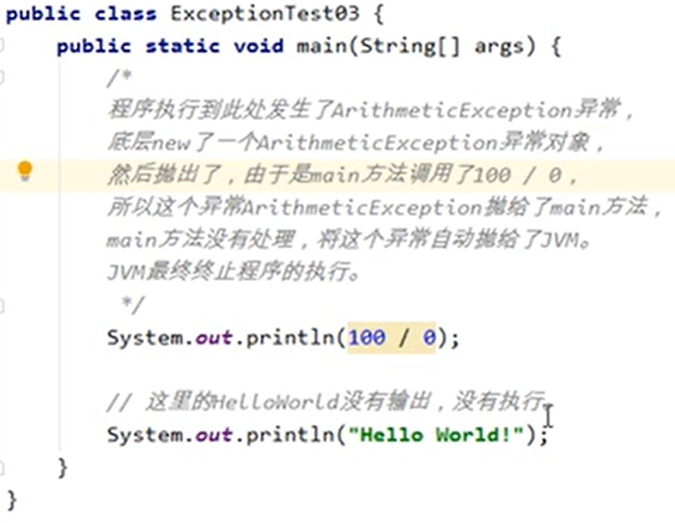 public class ExceptionTest03 {
public static void main(String[] args) {
/*
程序执行到此处发生了ArithmeticException异常，
底层new了一个ArithmeticException异常对象，
然后抛出了，由于是main方法调用了100 / 0，
所以这个异常ArithmeticException抛给了main方法，
main方法没有处理，将这个异常自动抛给了JVM。
JVM最终终止程序的执行。
*/
System.out.println(100 / 0);
// 这里的HelloWorld没有输出，没有执行。
System.out.println("Hello World!");
}
}